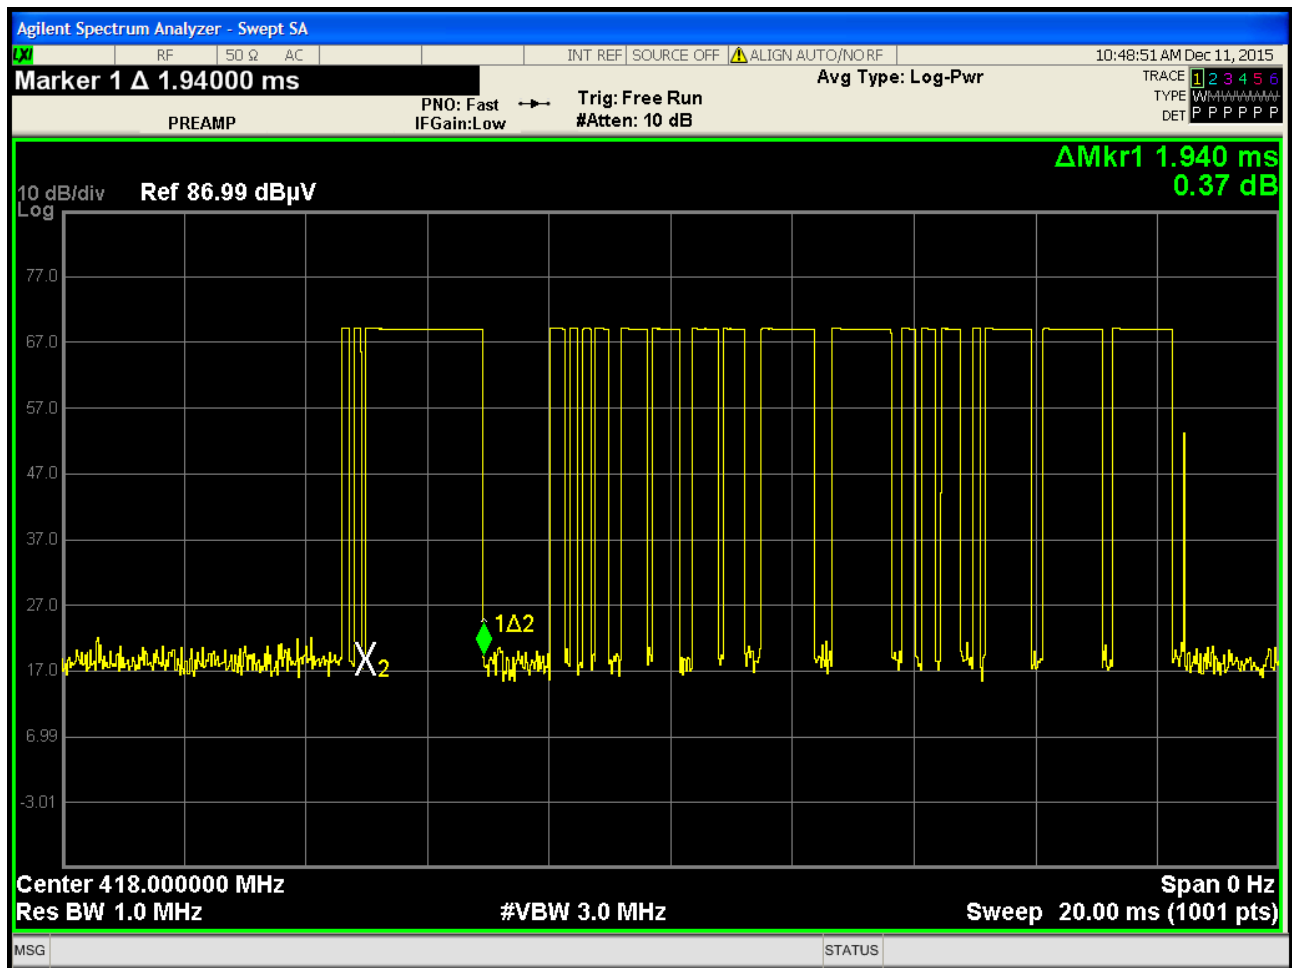 Agilent Spectrum Analyzer - Swept SA
LXI RF 50 Ω AC INT REF SOURCE OFF ALIGN AUTO/NO RF 10:48:51 AM Dec 11, 2015
Marker 1 Δ 1.94000 ms Avg Type: Log-Pwr TRACE 1 2 3 4 5 6
PNO: Fast Trig: Free Run TYPE WMWWWWW
PREAMP IFGain:Low #Atten: 10 dB DET P P P P P P
ΔMkr1 1.940 ms
10 dB/div Ref 86.99 dBµV 0.37 dB
Log
77.0
67.0
57.0
47.0
37.0
27.0
1Δ2
17.0
X2
6.99
-3.01
Center 418.000000 MHz Span 0 Hz
Res BW 1.0 MHz #VBW 3.0 MHz Sweep 20.00 ms (1001 pts)
MSG STATUS